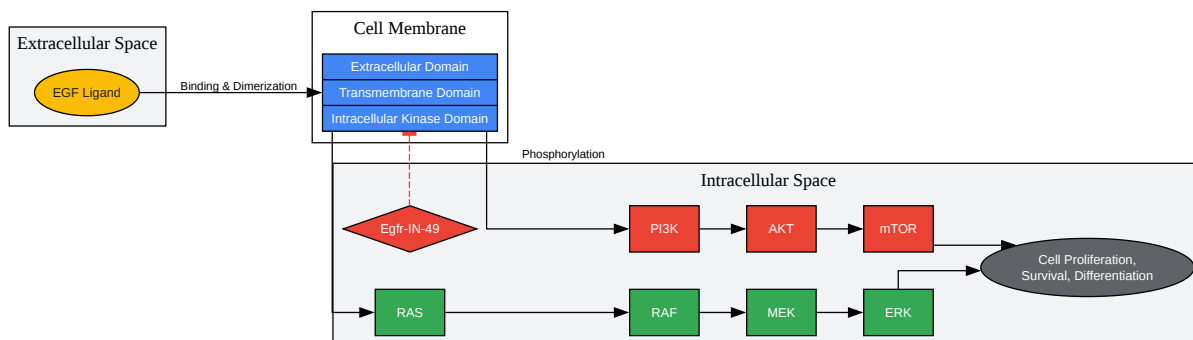 Extracellular Space
EGF Ligand
Binding & Dimerization
Cell Membrane
Extracellular Domain
Transmembrane Domain
Intracellular Kinase Domain
Phosphorylation
Intracellular Space
Egfr-IN-49
PI3K
AKT
mTOR
Cell Proliferation,
Survival, Differentiation
RAS
RAF
MEK
ERK